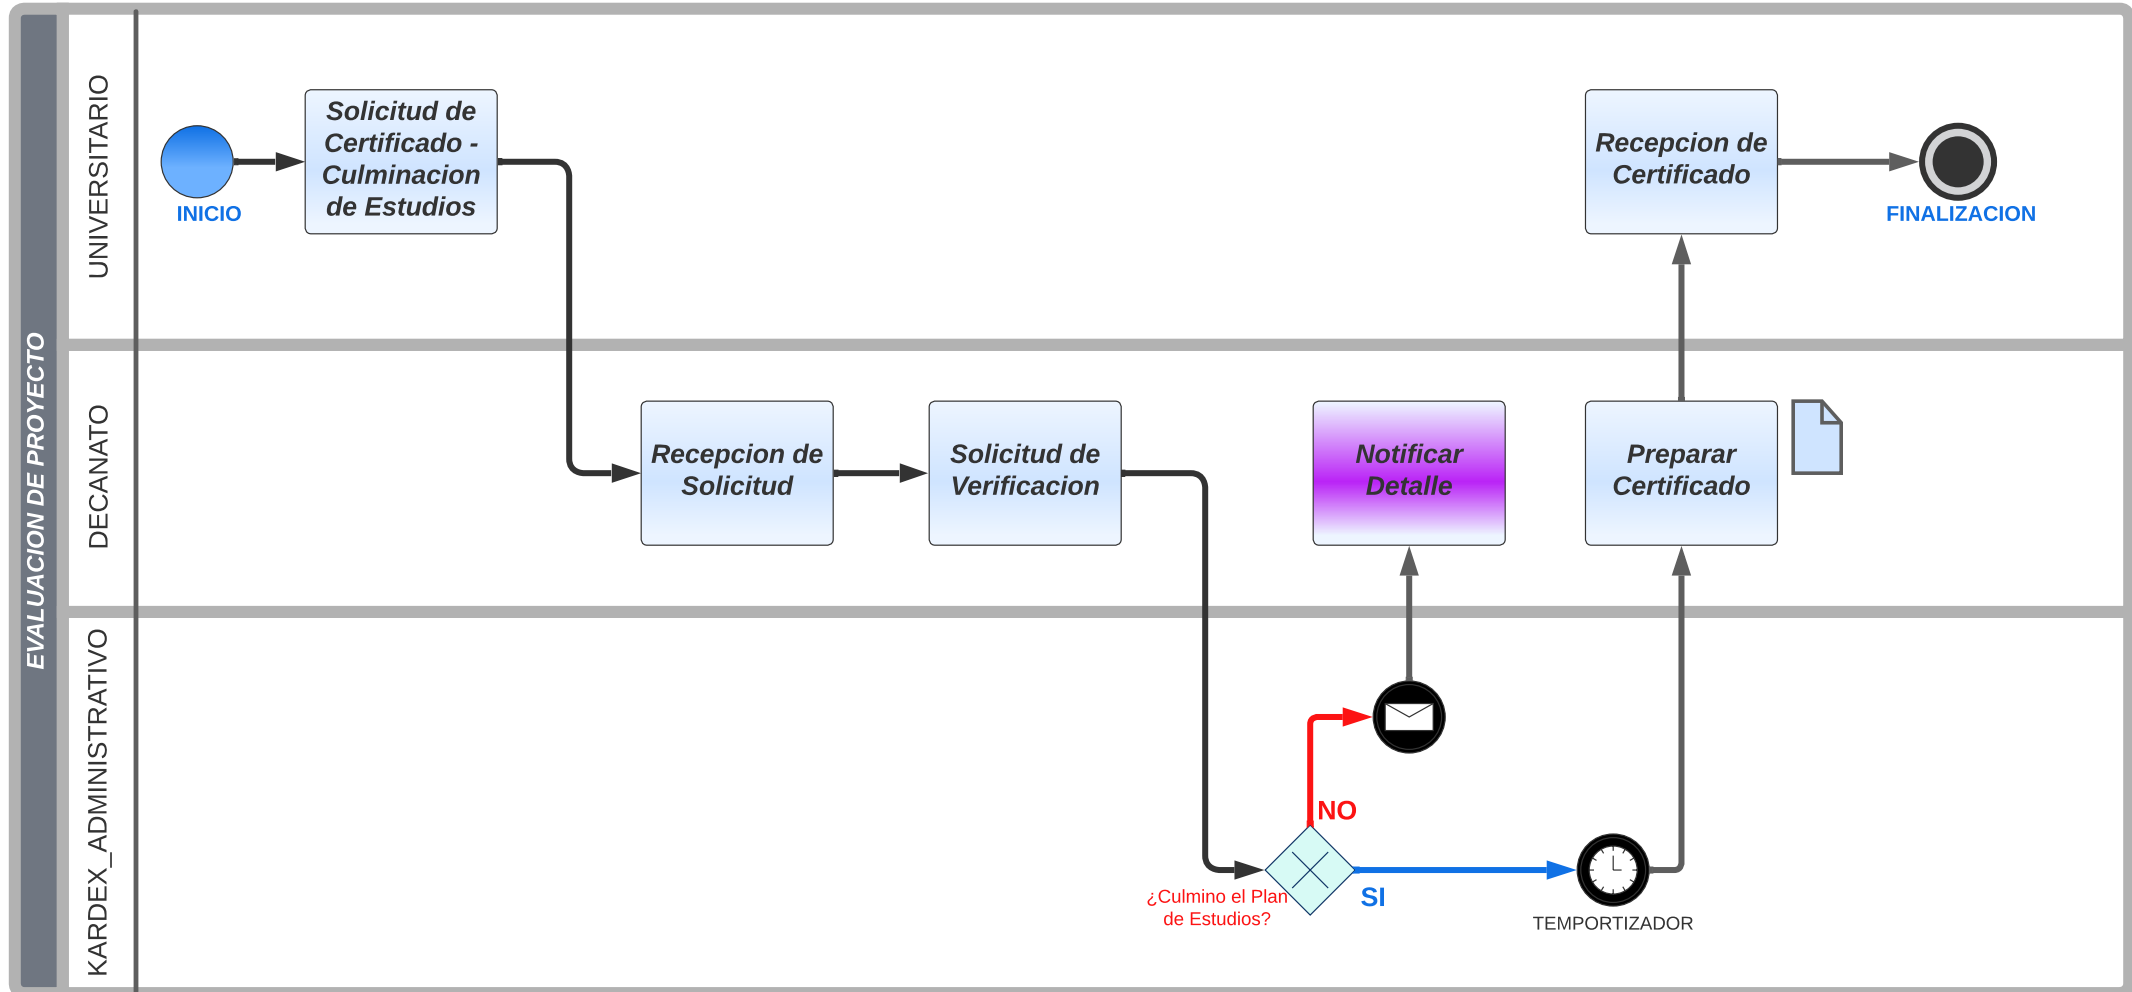 EVALUACION DE PROYECTO
UNIVERSITARIO
INICIO
Solicitud de
Certificado -
Culminacion
de Estudios
Recepcion de
Certificado
FINALIZACION
DECANATO
Recepcion de
Solicitud
Solicitud de
Verificacion
Notificar
Detalle
Preparar
Certificado
KARDEX_ADMINISTRATIVO
NO
¿Culmino el Plan
de Estudios?
SI
TEMPORTIZADOR